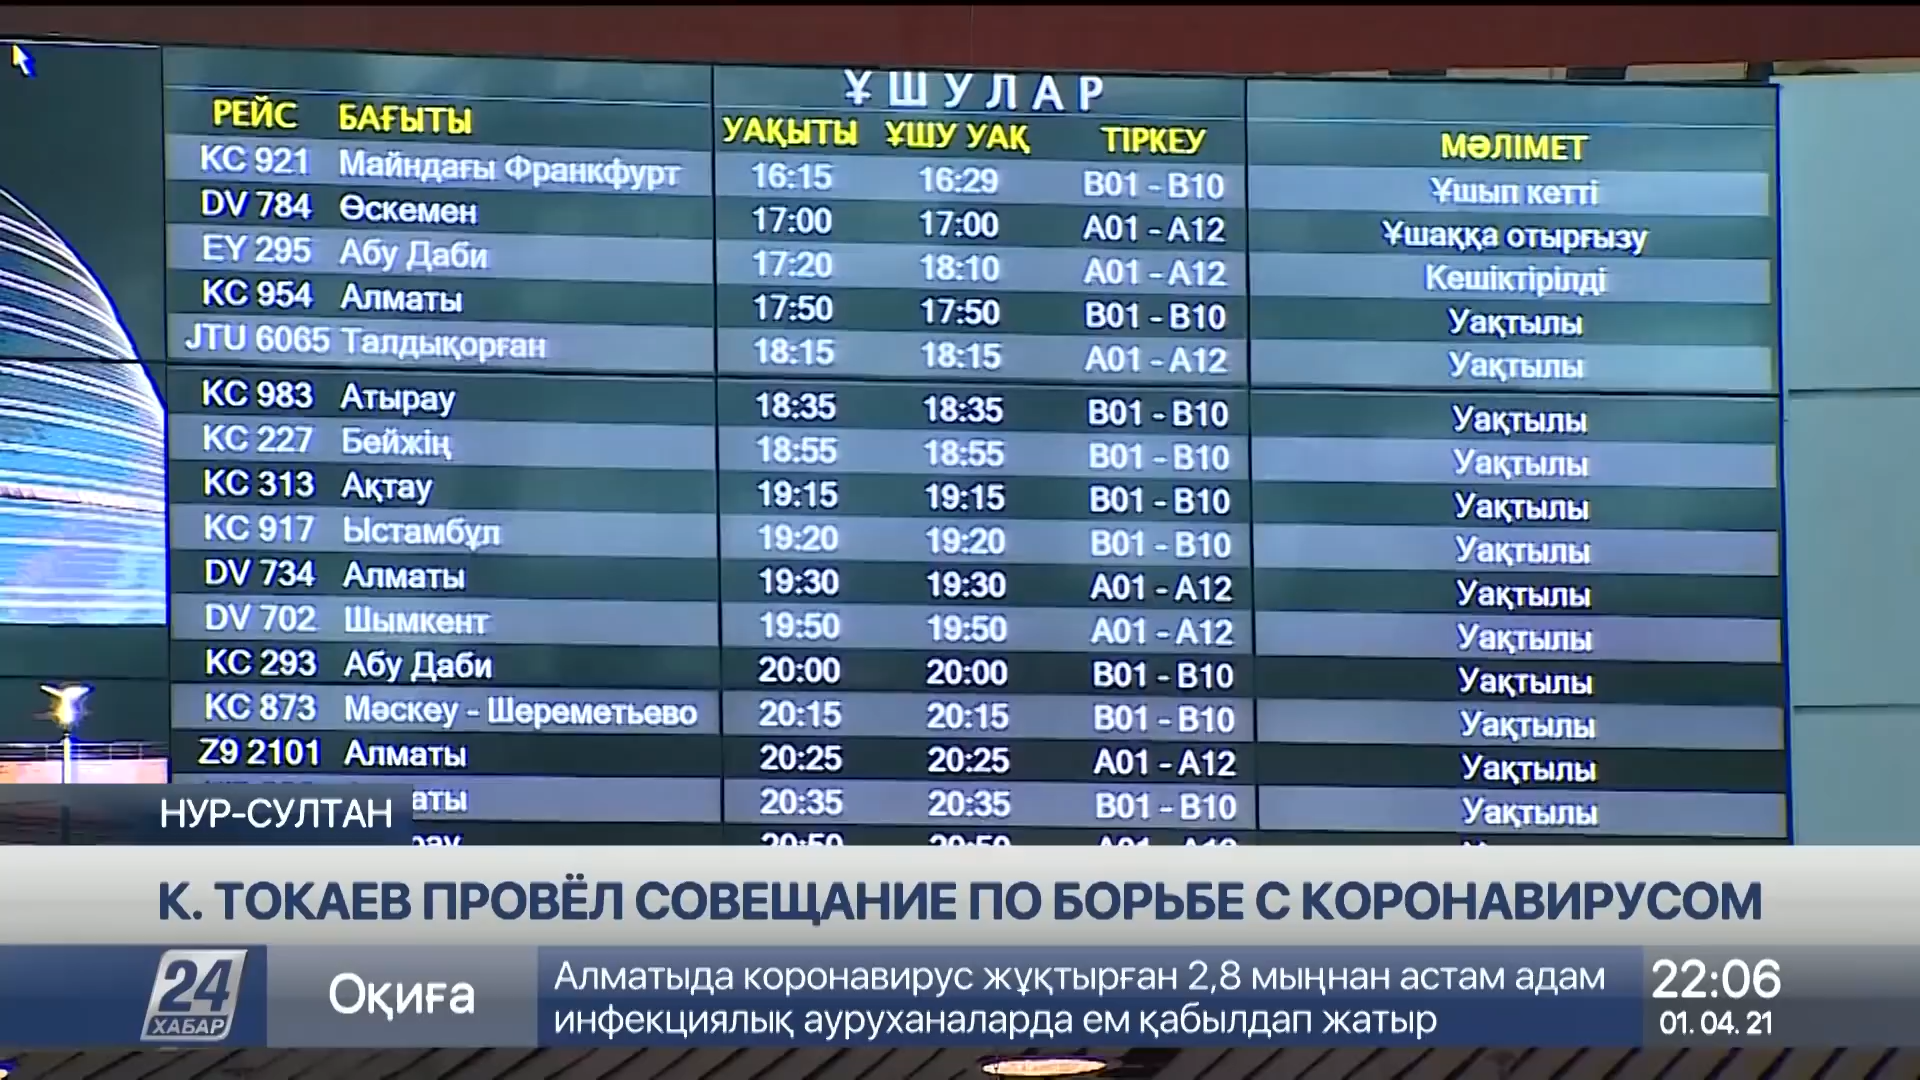 ҰШУЛАР
РЕЙС БАҒЫТЫ УАҚЫТЫ ҰШУ УАҚ ТІРКЕУ МӘЛІМЕТ
KC 921 Майндағы Франкфурт 16:15 16:29 B01 - B10 Ұшып кетті
DV 784 Өскемен 17:00 17:00 A01 - A12 Ұшаққа отырғызу
EY 295 Абу Даби 17:20 18:10 A01 - A12 Кешіктірілді
KC 954 Алматы 17:50 17:50 B01 - B10 Уақтылы
JTU 6065 Талдықорған 18:15 18:15 A01 - A12 Уақтылы
KC 983 Атырау 18:35 18:35 B01 - B10 Уақтылы
KC 227 Бейжің 18:55 18:55 B01 - B10 Уақтылы
KC 313 Ақтау 19:15 19:15 B01 - B10 Уақтылы
KC 917 Ыстамбұл 19:20 19:20 B01 - B10 Уақтылы
DV 734 Алматы 19:30 19:30 A01 - A12 Уақтылы
DV 702 Шымкент 19:50 19:50 A01 - A12 Уақтылы
KC 293 Абу Даби 20:00 20:00 B01 - B10 Уақтылы
KC 873 Мәскеу - Шереметьево 20:15 20:15 B01 - B10 Уақтылы
Z9 2101 Алматы 20:25 20:25 A01 - A12 Уақтылы
20:35 20:35 B01 - B10 Уақтылы
20:50 20:50
НУР-СУЛТАН
К. ТОКАЕВ ПРОВЁЛ СОВЕЩАНИЕ ПО БОРЬБЕ С КОРОНАВИРУСОМ
24 ХАБАР
Оқиға
Алматыда коронавирус жұқтырған 2,8 мыңнан астам адам
инфекциялық ауруханаларда ем қабылдап жатыр
22:06
01. 04. 21